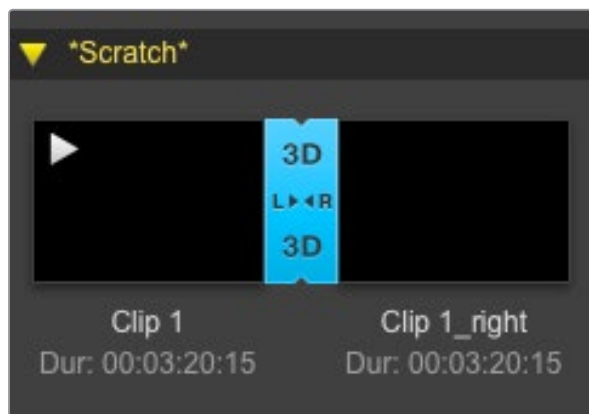 *Scratch*
3D
L R
3D
Clip 1
Clip 1_right
Dur: 00:03:20:15
Dur: 00:03:20:15